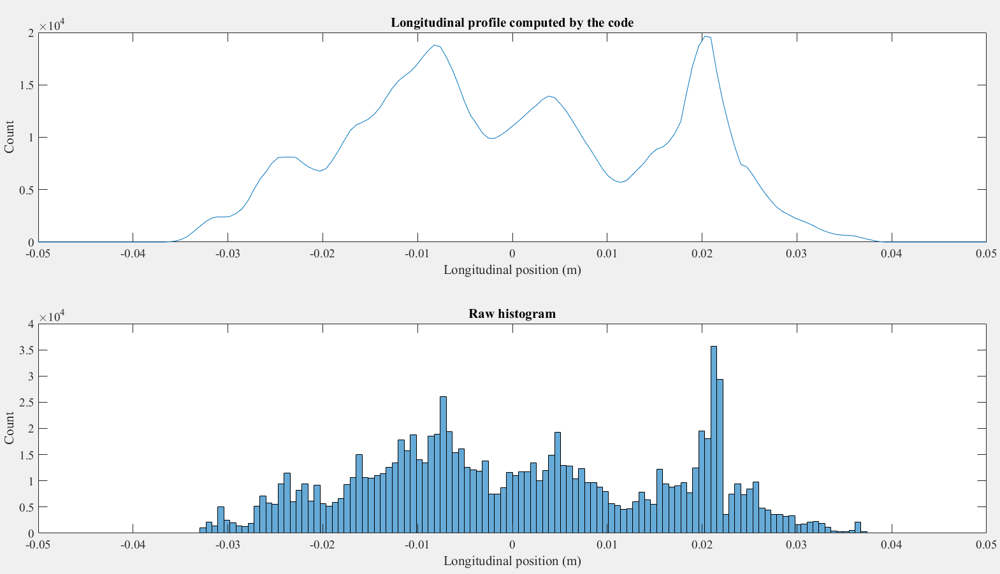 Longitudinal profile computed by the code
×10^4
2
1.5
1
0.5
0
Count
-0.05 -0.04 -0.03 -0.02 -0.01 0 0.01 0.02 0.03 0.04 0.05
Longitudinal position (m)
Raw histogram
×10^4
4
3.5
3
2.5
2
1.5
1
0.5
0
Count
-0.05 -0.04 -0.03 -0.02 -0.01 0 0.01 0.02 0.03 0.04 0.05
Longitudinal position (m)